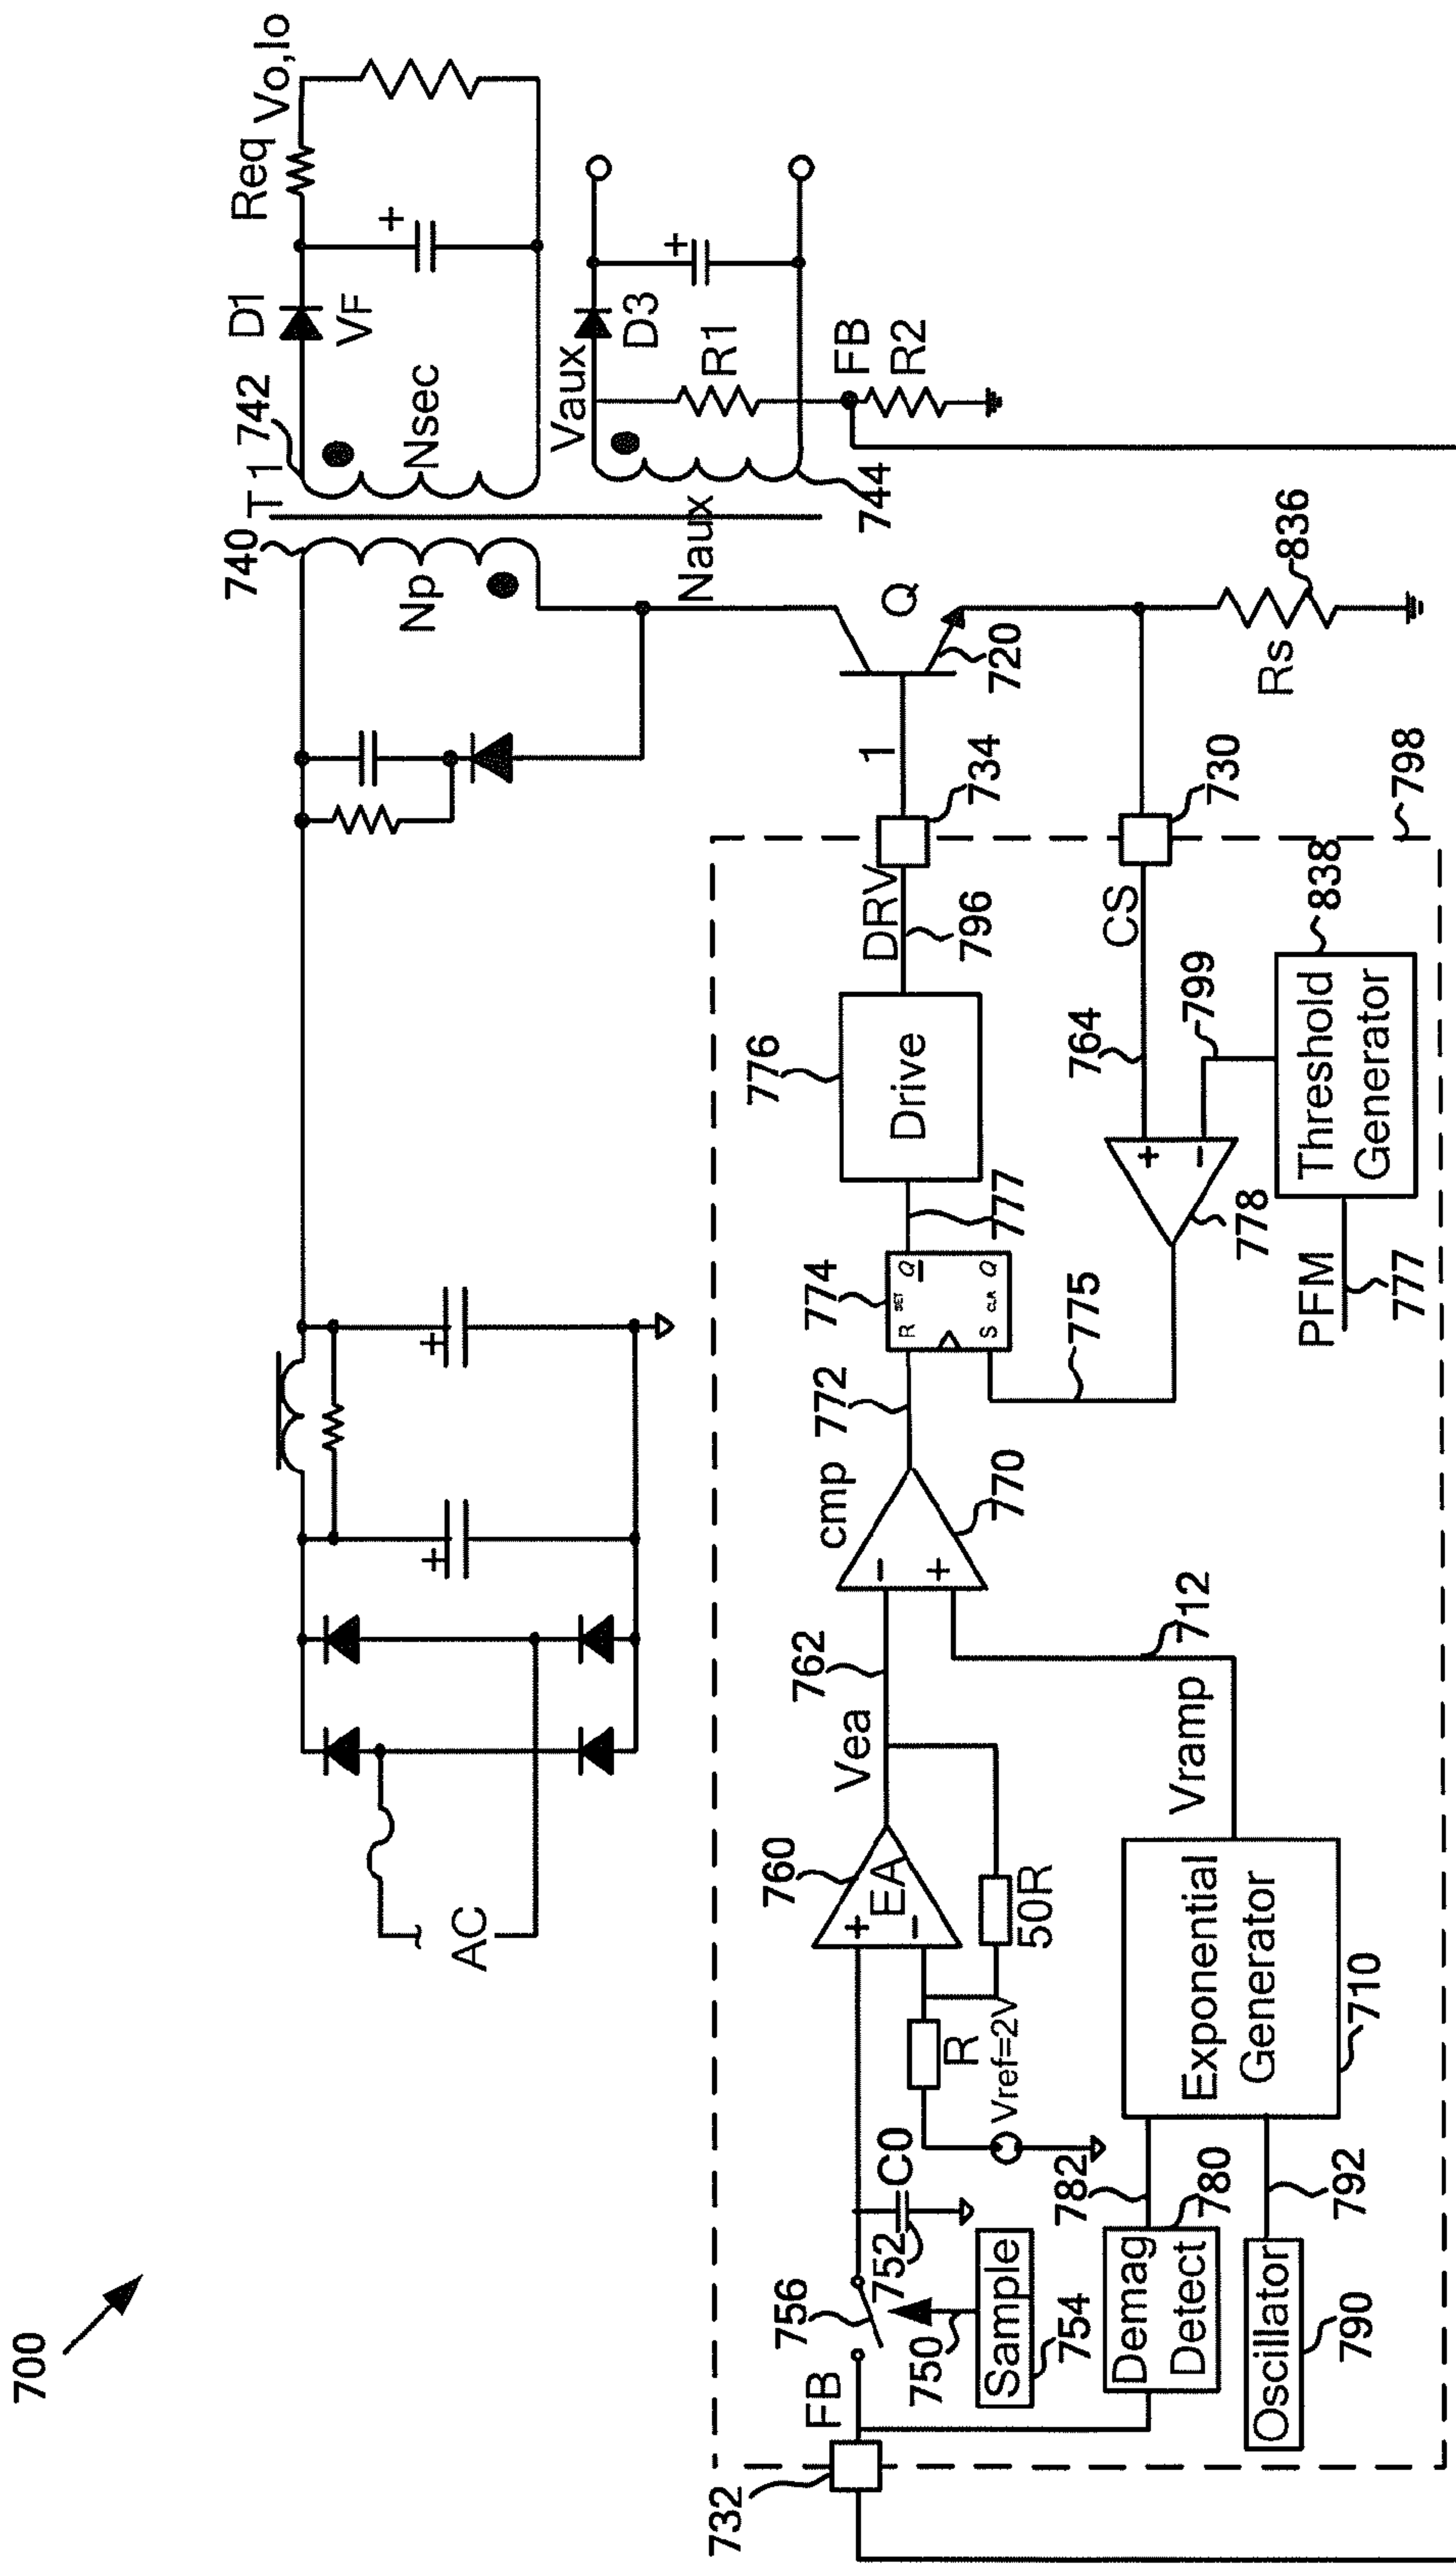 700
AC
T1
740
742
Np
Nsec
D1
VF
Req
Vo,Io
Vaux
Naux
744
D3
R1
FB
R2
Q
720
1
734
730
Rs
836
798
732
FB
756
750
752
C0
Sample
754
760
EA
+
-
R
50R
Vref=2V
Vea
762
cmp
770
-
+
772
774
R
SET
Q
S
CLR
Q
777
776
Drive
DRV
796
CS
764
799
+
-
778
775
Threshold
Generator
838
PFM
777
Demag
Detect
780
782
Oscillator
790
792
Exponential
Generator
710
Vramp
712
+
+
+
+